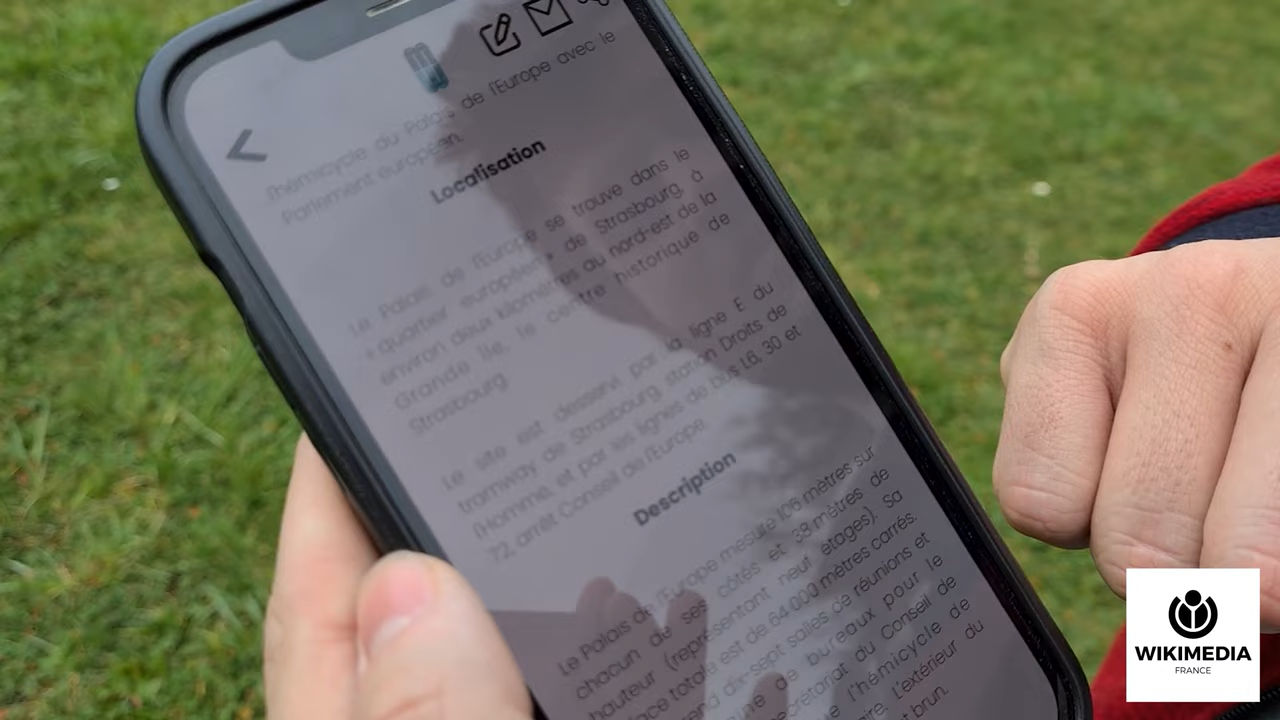 de l'Europe avec le
l'hémicycle du Palais
Parlement européen.
Localisation
Le Palais de l'Europe se trouve dans le
« quartier européen » de Strasbourg, à
environ deux kilomètres au nord-est de la
Grande Île, le centre historique de
Strasbourg.
Le site est desservi par la ligne E du
tramway de Strasbourg, station Droits de
l'Homme, et par les lignes de bus L6, 30 et
72, arrêt Conseil de l'Europe.
Description
Le Palais de l'Europe mesure 106 mètres sur
chacun de ses côtés et 38 mètres de
hauteur (représentant neuf étages). Sa
est de 64 000 mètres carrés.
dix-sept salles de réunions et
de bureaux pour le
du Conseil de
l'hémicycle de
L'extérieur du
brun.
WIKIMEDIA
FRANCE